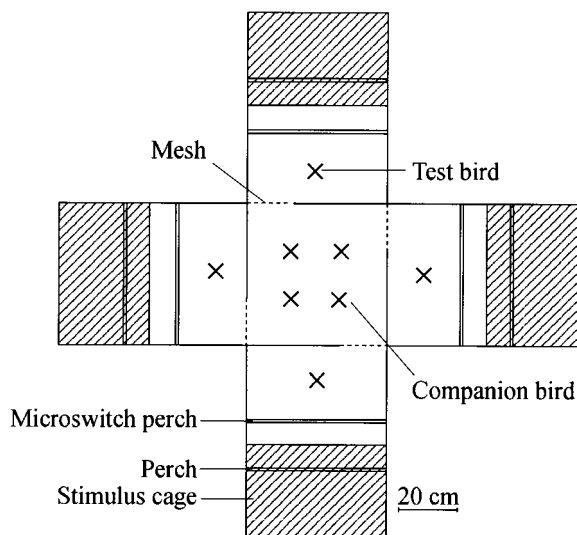 Mesh
Test bird
Companion bird
Microswitch perch
Perch
Stimulus cage
20 cm